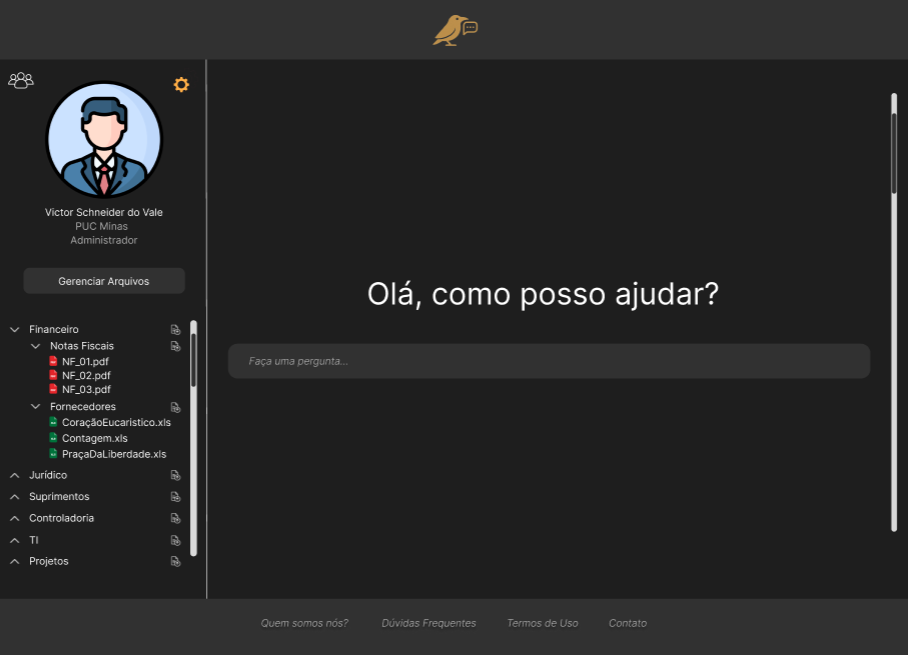 Victor Schneider do Vale
PUC Minas
Administrador
Gerenciar Arquivos
Financeiro
Notas Fiscais
NF_01.pdf
NF_02.pdf
NF_03.pdf
Fornecedores
CoraçãoEucaristico.xls
Contagem.xls
PraçaDaLiberdade.xls
Jurídico
Suprimentos
Controladoria
TI
Projetos
Olá, como posso ajudar?
Faça uma pergunta...
Quem somos nós?
Dúvidas Frequentes
Termos de Uso
Contato